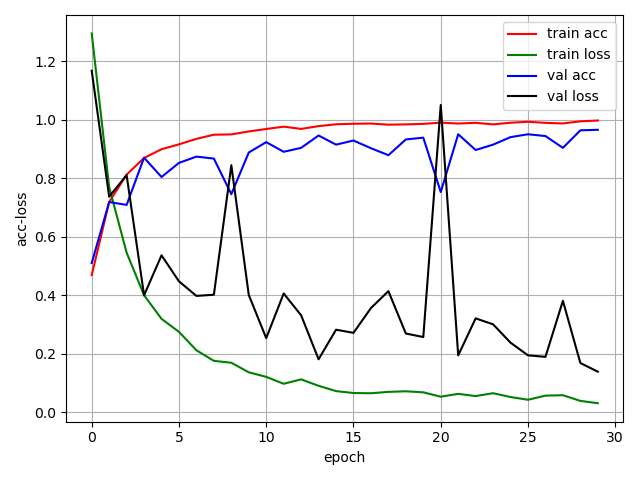 train acc
train loss
val acc
val loss
acc-loss
1.2
1.0
0.8
0.6
0.4
0.2
0.0
0 5 10 15 20 25 30
epoch